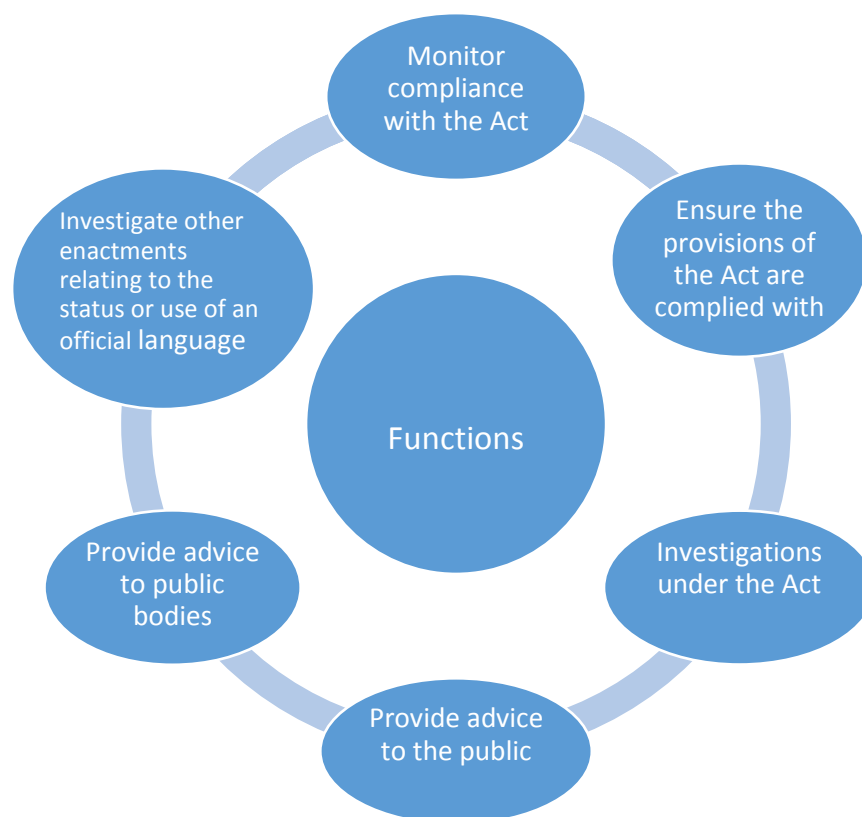 Monitor
compliance
with the Act
Ensure the
provisions of
the Act are
complied with
Investigations
under the Act
Provide advice
to the public
Provide advice
to public
bodies
Investigate other
enactments
relating to the
status or use of an
official language
Functions